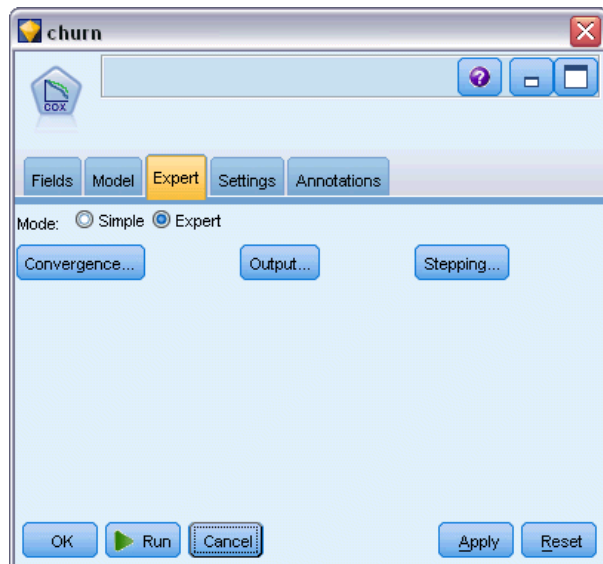 churn
COX
?
Fields Model Expert Settings Annotations
Mode: Simple Expert
Convergence... Output... Stepping...
OK Run Cancel Apply Reset